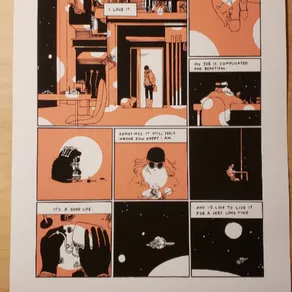 I LOVE IT.
MY JOB IS COMPLICATED
AND BEAUTIFUL.
SOMETIMES IT STILL FEELS
WRONG HOW HAPPY I AM.
IT'S A GOOD LIFE.
AND I'D LIKE TO LIVE IT
FOR A VERY LONG TIME.